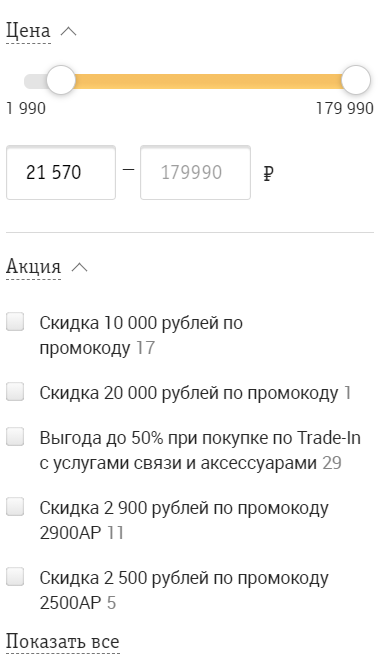 Цена
1 990 179 990
21 570 – 179990 ₽
Акция
Скидка 10 000 рублей по
промокоду 17
Скидка 20 000 рублей по промокоду 1
Выгода до 50% при покупке по Trade-In
с услугами связи и аксессуарами 29
Скидка 2 900 рублей по промокоду
2900AP 11
Скидка 2 500 рублей по промокоду
2500AP 5
Показать все